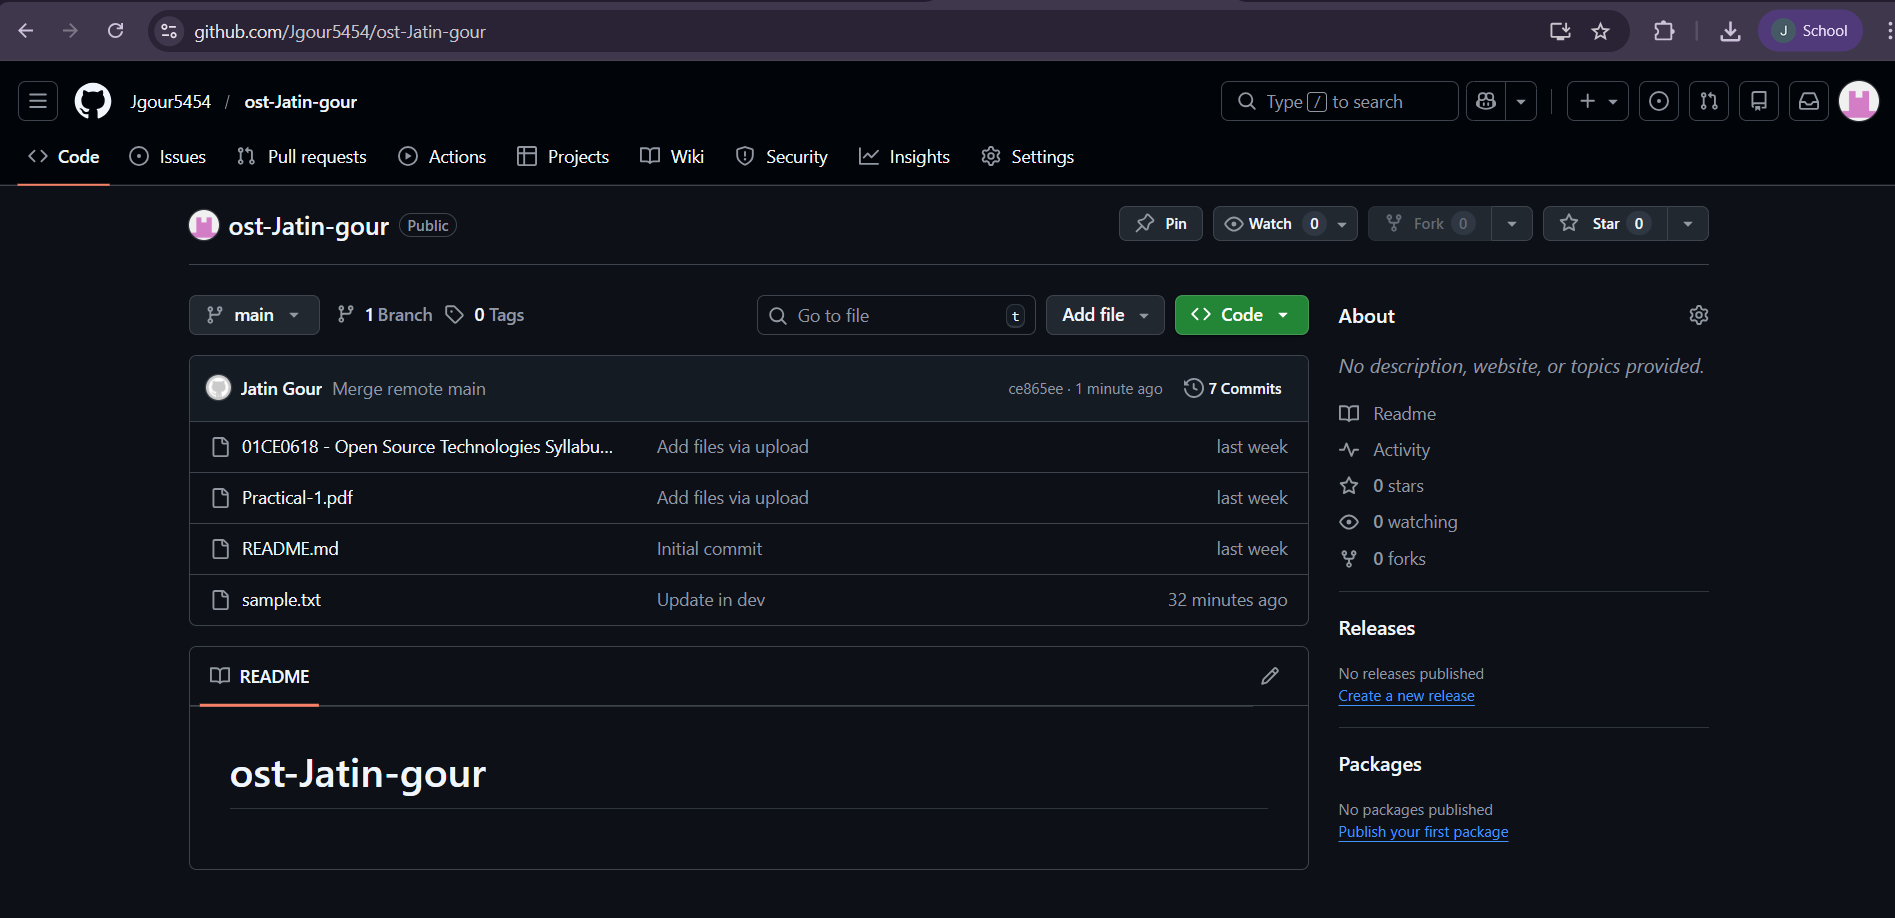 github.com/Jgour5454/ost-Jatin-gour
J School
Jgour5454 / ost-Jatin-gour
Type / to search
Code Issues Pull requests Actions Projects Wiki Security Insights Settings
ost-Jatin-gour Public
Pin Watch 0 Fork 0 Star 0
main 1 Branch 0 Tags
Go to file t Add file Code
Jatin Gour Merge remote main ce865ee · 1 minute ago 7 Commits
01CE0618 - Open Source Technologies Syllabu... Add files via upload last week
Practical-1.pdf Add files via upload last week
README.md Initial commit last week
sample.txt Update in dev 32 minutes ago
README
ost-Jatin-gour
About
No description, website, or topics provided.
Readme
Activity
0 stars
0 watching
0 forks
Releases
No releases published
Create a new release
Packages
No packages published
Publish your first package